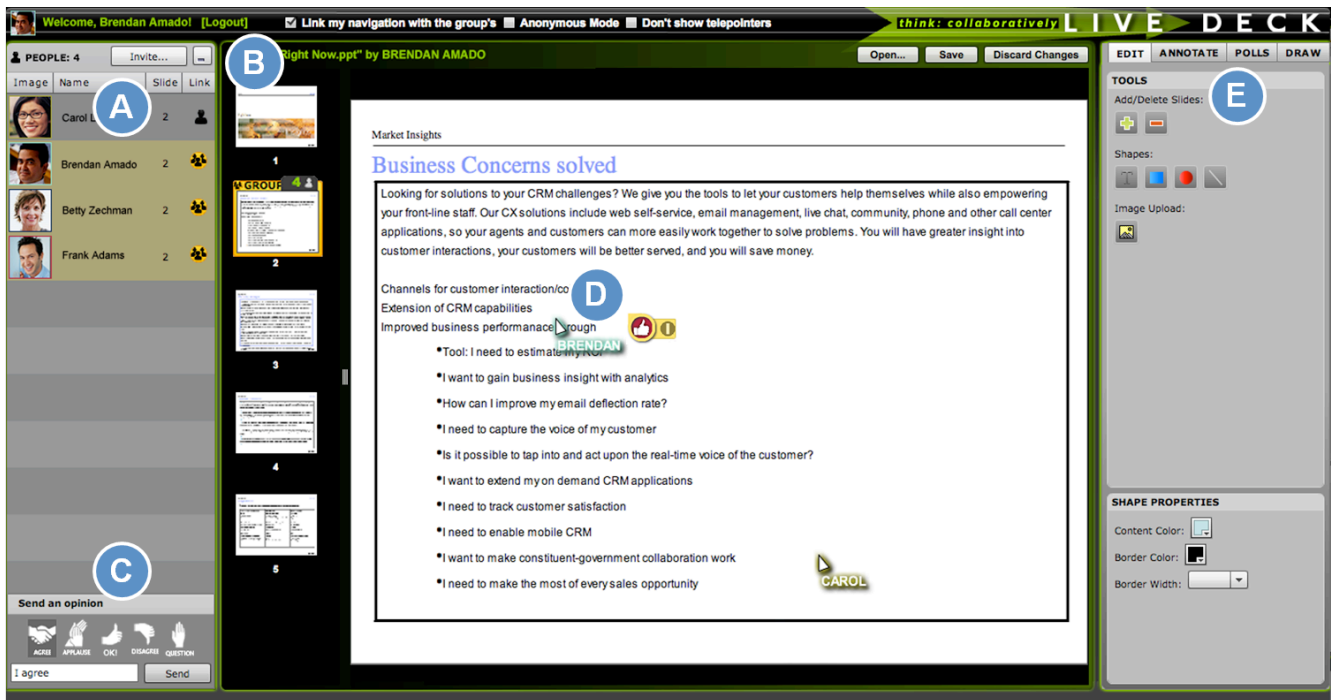 Welcome, Brendan Amado! [Logout]
Link my navigation with the group's
Anonymous Mode
Don't show telepointers
think: collaboratively
LIVE DECK
PEOPLE: 4
Invite...
Image Name Slide Link
A
Carol 2
Brendan Amado 2
Betty Zechman 2
Frank Adams 2
C
Send an opinion
AGREE APPLAUSE OK! DISAGREE QUESTION
I agree
Send
B
Right Now.ppt" by BRENDAN AMADO
Open... Save Discard Changes
1
GROUP 4
2
3
4
5
Market Insights
Business Concerns solved
Looking for solutions to your CRM challenges? We give you the tools to let your customers help themselves while also empowering
your front-line staff. Our CX solutions include web self-service, email management, live chat, community, phone and other call center
applications, so your agents and customers can more easily work together to solve problems. You will have greater insight into
customer interactions, your customers will be better served, and you will save money.
Channels for customer interaction/co
D
Extension of CRM capabilities
Improved business performanace rough
BRENDAN
•Tool: I need to estimate my ROI
•I want to gain business insight with analytics
•How can I improve my email deflection rate?
•I need to capture the voice of my customer
•Is it possible to tap into and act upon the real-time voice of the customer?
•I want to extend my on demand CRM applications
•I need to track customer satisfaction
•I need to enable mobile CRM
•I want to make constituent-government collaboration work
•I need to make the most of every sales opportunity
CAROL
EDIT ANNOTATE POLLS DRAW
TOOLS
Add/Delete Slides:
E
Shapes:
T
Image Upload:
SHAPE PROPERTIES
Content Color:
Border Color:
Border Width: